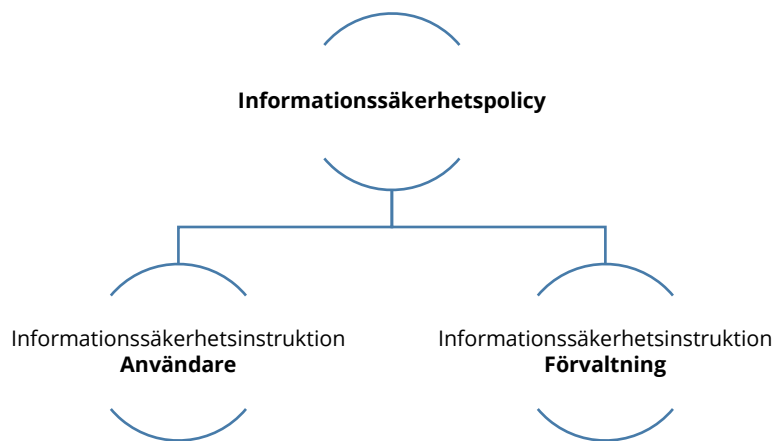 Informationssäkerhetspolicy
Informationssäkerhetsinstruktion
Användare
Informationssäkerhetsinstruktion
Förvaltning